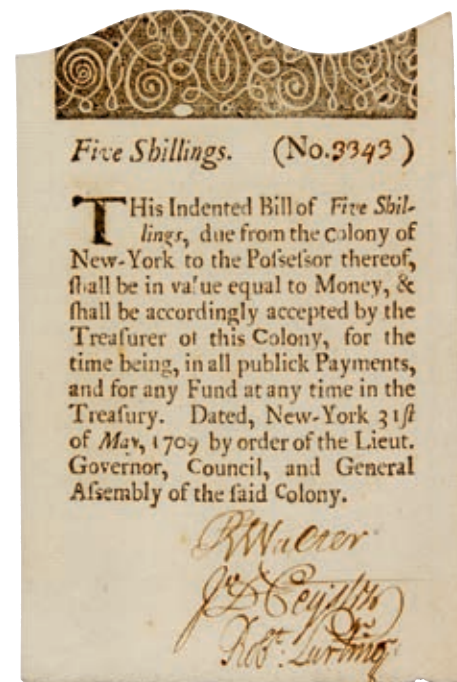 Five Shillings. (No.3343)
THis Indented Bill of Five Shil-
lings, due from the Colony of
New-York to the Poſseſsor thereof,
ſhall be in value equal to Money, &
ſhall be accordingly accepted by the
Treaſurer of this Colony, for the
time being, in all publick Payments,
and for any Fund at any time in the
Treaſury. Dated, New-York 31ſt
of May, 1709 by order of the Lieut.
Governor, Council, and General
Aſsembly of the ſaid Colony.
R Walter
Robt. Lurting